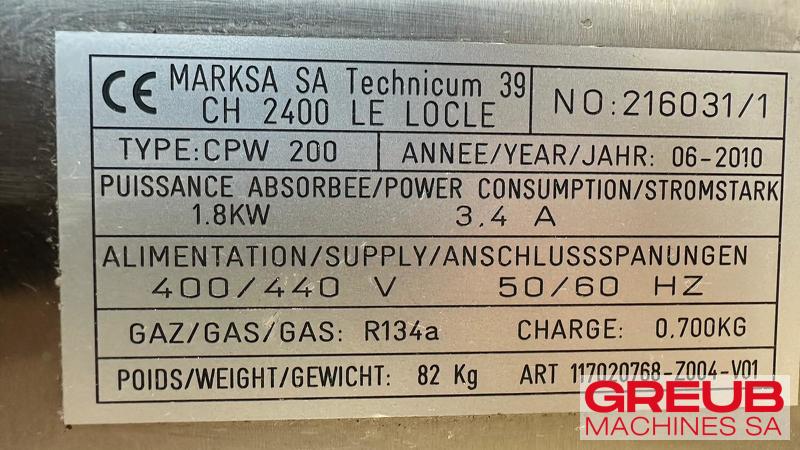 CE MARKSA SA Technicum 39
CH 2400 LE LOCLE
NO:216031/1
TYPE:CPW 200
ANNEE/YEAR/JAHR: 06-2010
PUISSANCE ABSORBEE/POWER CONSUMPTION/STROMSTARK
1.8KW 3,4 A
ALIMENTATION/SUPPLY/ANSCHLUSSSPANUNGEN
400/440 V 50/60 HZ
GAZ/GAS/GAS: R134a CHARGE: 0,700KG
POIDS/WEIGHT/GEWICHT: 82 Kg ART 117020768-Z004-V01
GREUB
MACHINES SA